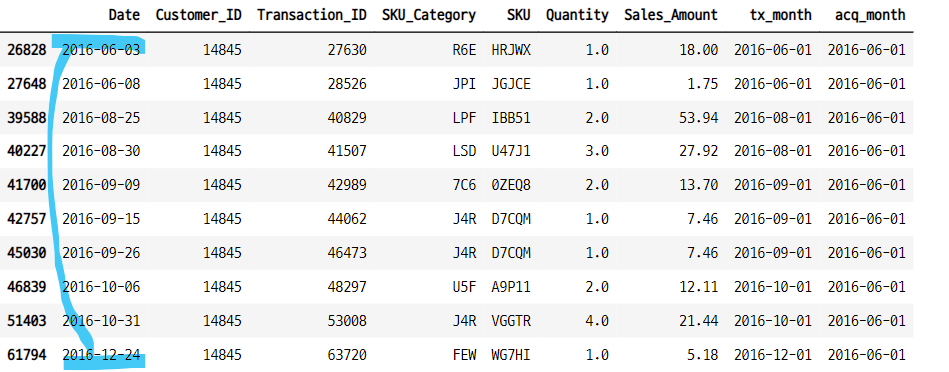 Date Customer_ID Transaction_ID SKU_Category SKU Quantity Sales_Amount tx_month acq_month
26828 2016-06-03 14845 27630 R6E HRJWX 1.0 18.00 2016-06-01 2016-06-01
27648 2016-06-08 14845 28526 JPI JGJCE 1.0 1.75 2016-06-01 2016-06-01
39588 2016-08-25 14845 40829 LPF IBB51 2.0 53.94 2016-08-01 2016-06-01
40227 2016-08-30 14845 41507 LSD U47J1 3.0 27.92 2016-08-01 2016-06-01
41700 2016-09-09 14845 42989 7C6 0ZEQ8 2.0 13.70 2016-09-01 2016-06-01
42757 2016-09-15 14845 44062 J4R D7CQM 1.0 7.46 2016-09-01 2016-06-01
45030 2016-09-26 14845 46473 J4R D7CQM 1.0 7.46 2016-09-01 2016-06-01
46839 2016-10-06 14845 48297 U5F A9P11 2.0 12.11 2016-10-01 2016-06-01
51403 2016-10-31 14845 53008 J4R VGGTR 4.0 21.44 2016-10-01 2016-06-01
61794 2016-12-24 14845 63720 FEW WG7HI 1.0 5.18 2016-12-01 2016-06-01